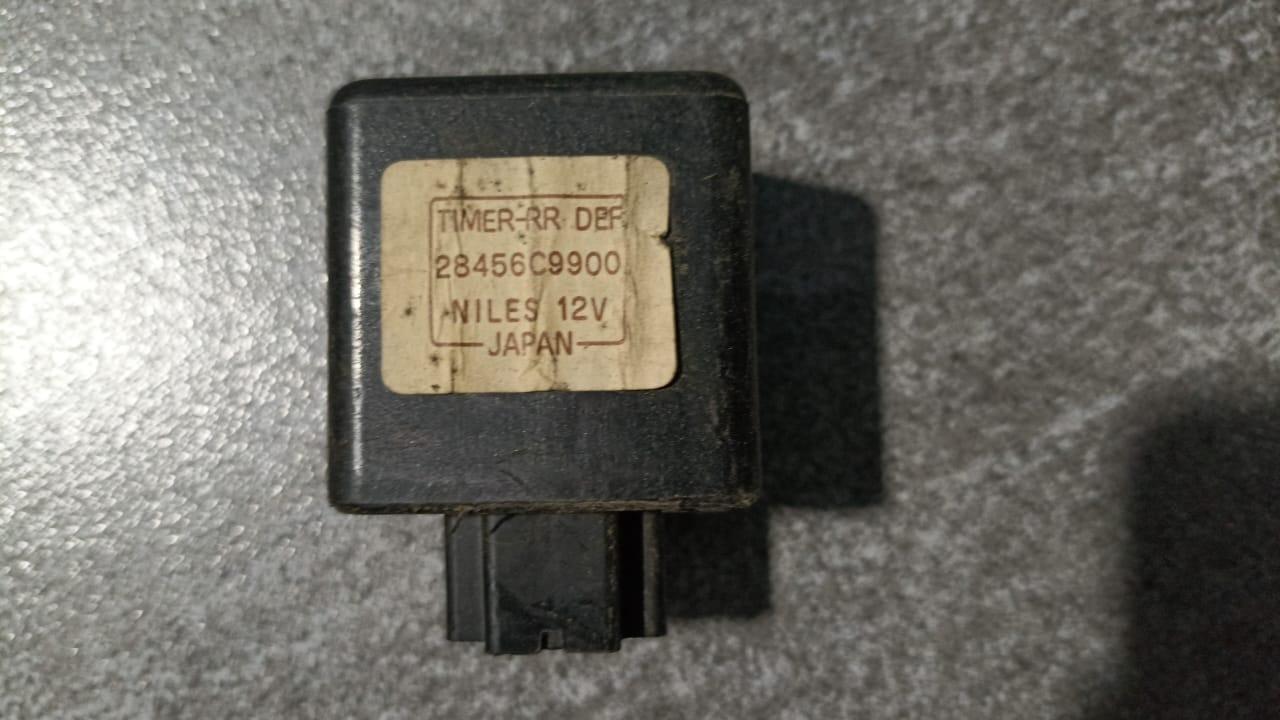 TIMER-RR DEF
28456C9900
NILES 12V
JAPAN